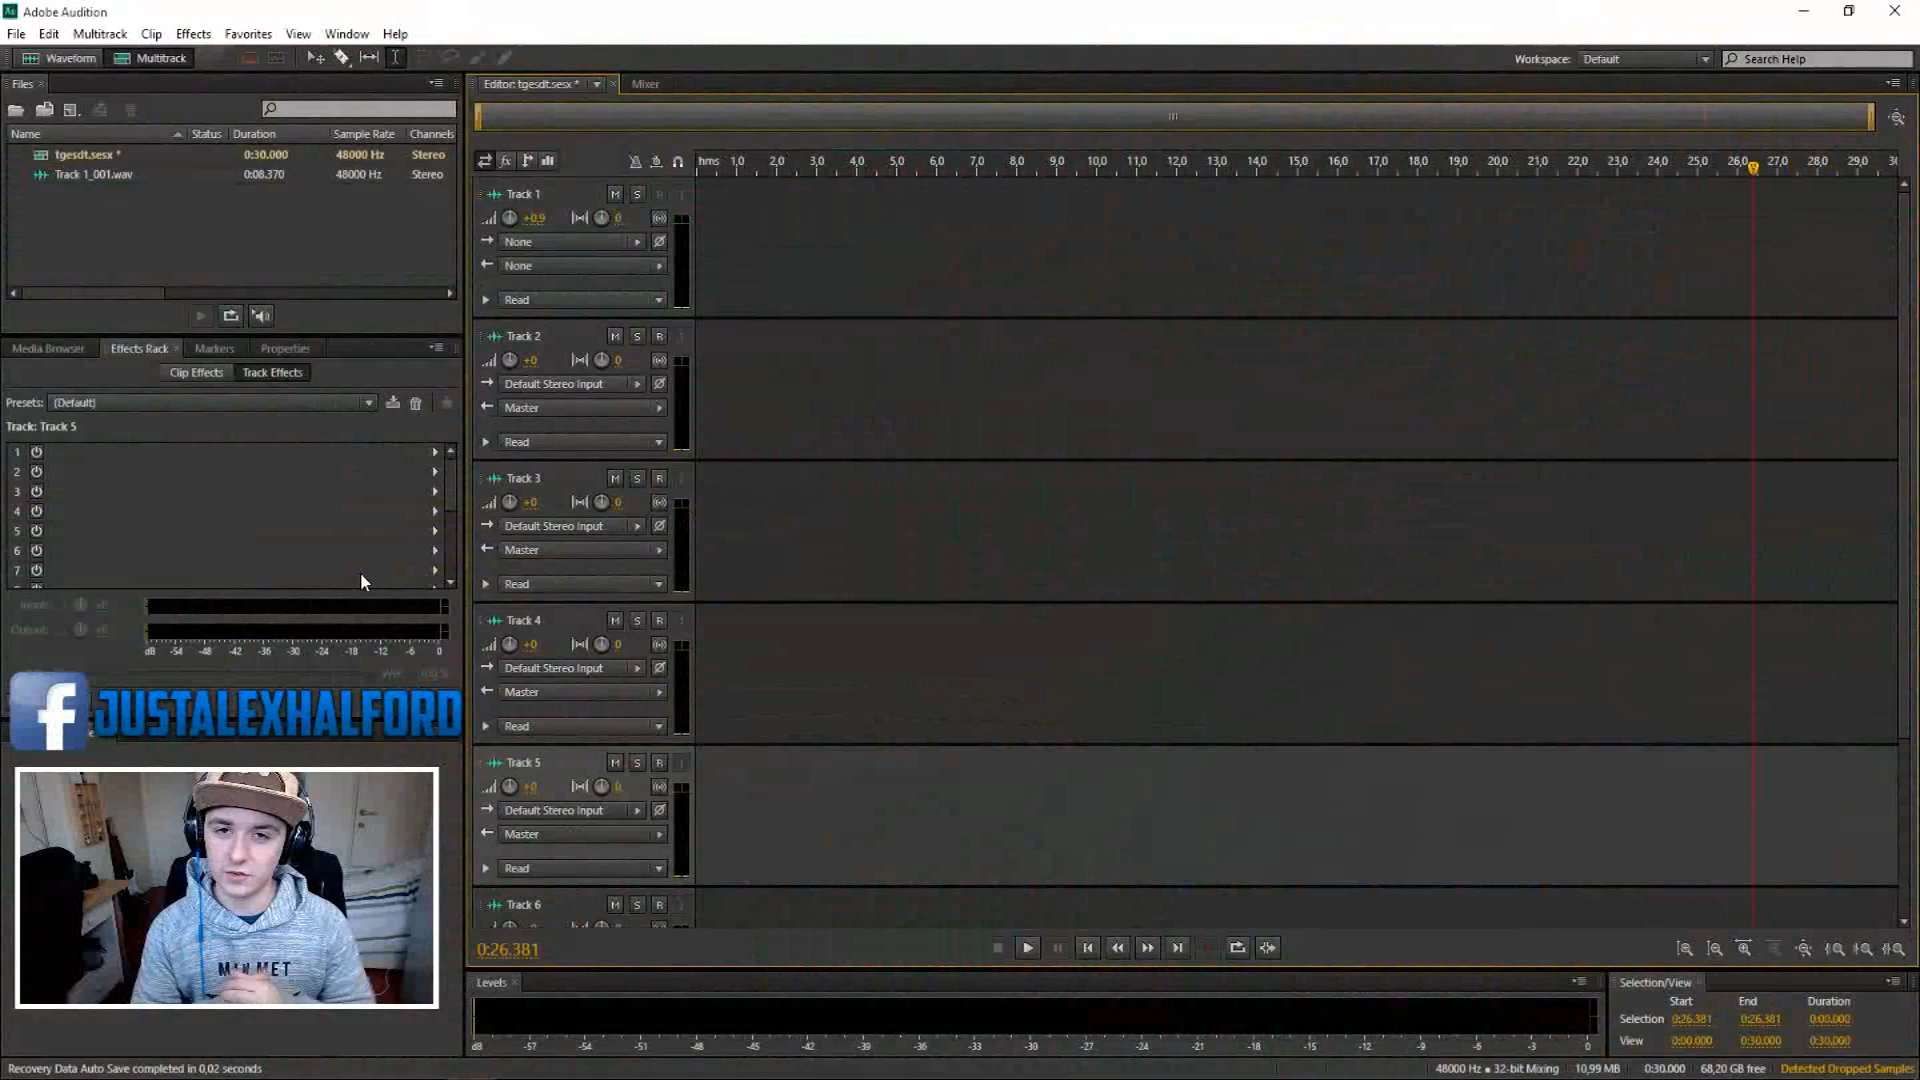 Adobe Audition
File Edit Multitrack Clip Effects Favorites View Window Help
Waveform Multitrack
Workspace: Default
Search Help
Files
Name Status Duration Sample Rate Channels
tgesdt.sesx * 0:30.000 48000 Hz Stereo
Track 1_001.wav 0:08.370 48000 Hz Stereo
Media Browser Effects Rack Markers Properties
Clip Effects Track Effects
Presets: (Default)
Track: Track 5
1
2
3
4
5
6
7
Input:
Output:
dB -54 -48 -42 -36 -30 -24 -18 -12 -6 0
JUSTALEXHALFORD
Editor: tgesdt.sesx * Mixer
fx
hms 1,0 2,0 3,0 4,0 5,0 6,0 7,0 8,0 9,0 10,0 11,0 12,0 13,0 14,0 15,0 16,0 17,0 18,0 19,0 20,0 21,0 22,0 23,0 24,0 25,0 26,0 27,0 28,0 29,0
Track 1 M S R
+0.9 0
None
None
Read
Track 2 M S R
+0 0
Default Stereo Input
Master
Read
Track 3 M S R
+0 0
Default Stereo Input
Master
Read
Track 4 M S R
+0 0
Default Stereo Input
Master
Read
Track 5 M S R
+0 0
Default Stereo Input
Master
Read
Track 6 M S R
0:26.381
Levels
dB -57 -54 -51 -48 -45 -42 -39 -36 -33 -30 -27 -24 -21 -18 -15 -12 -9 -6 -3 0
Selection/View
Start End Duration
Selection 0:26.381 0:26.381 0:00.000
View 0:00.000 0:30.000 0:30.000
Recovery Data Auto Save completed in 0,02 seconds
48000 Hz • 32-bit Mixing 10,99 MB 0:30.000 68,20 GB free Detected Dropped Samples